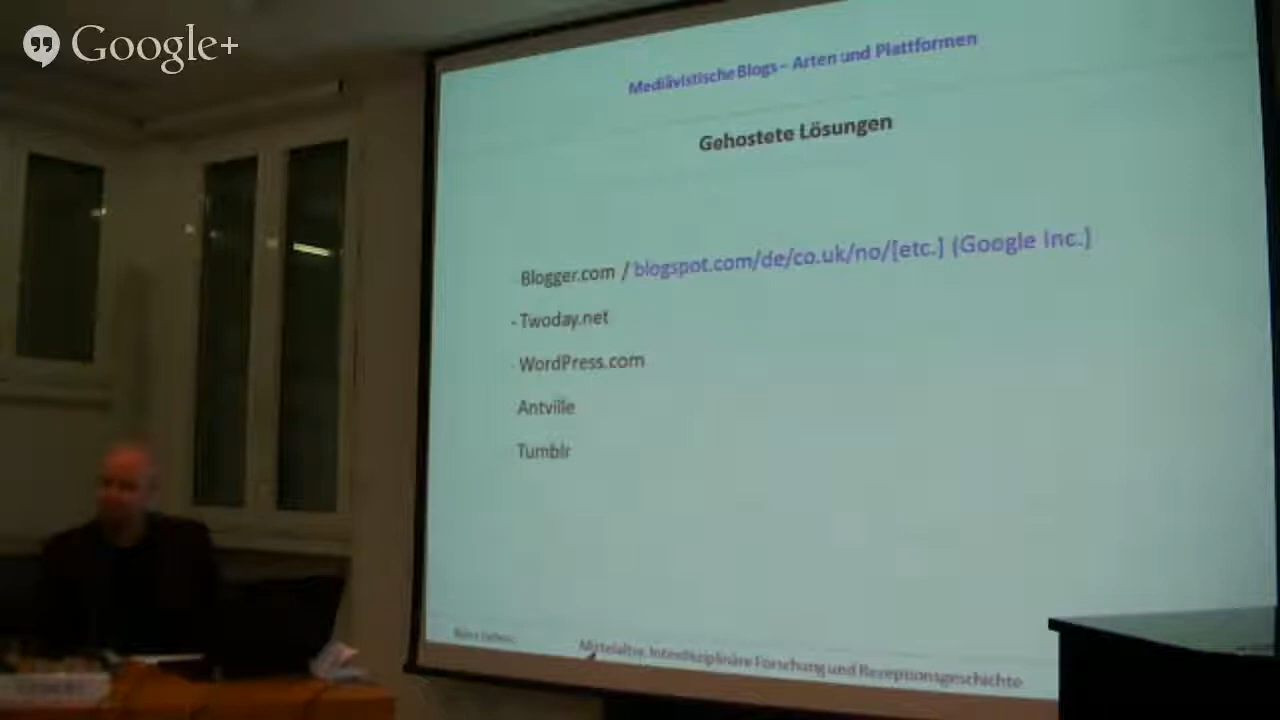 Google+
Mediävistische Blogs – Arten und Plattformen
Gehostete Lösungen
Blogger.com / blogspot.com/de/co.uk/no/[etc.] (Google Inc.)
- Twoday.net
- WordPress.com
Antville
Tumblr
Mittelalter. Interdisziplinäre Forschung und Rezeptionsgeschichte